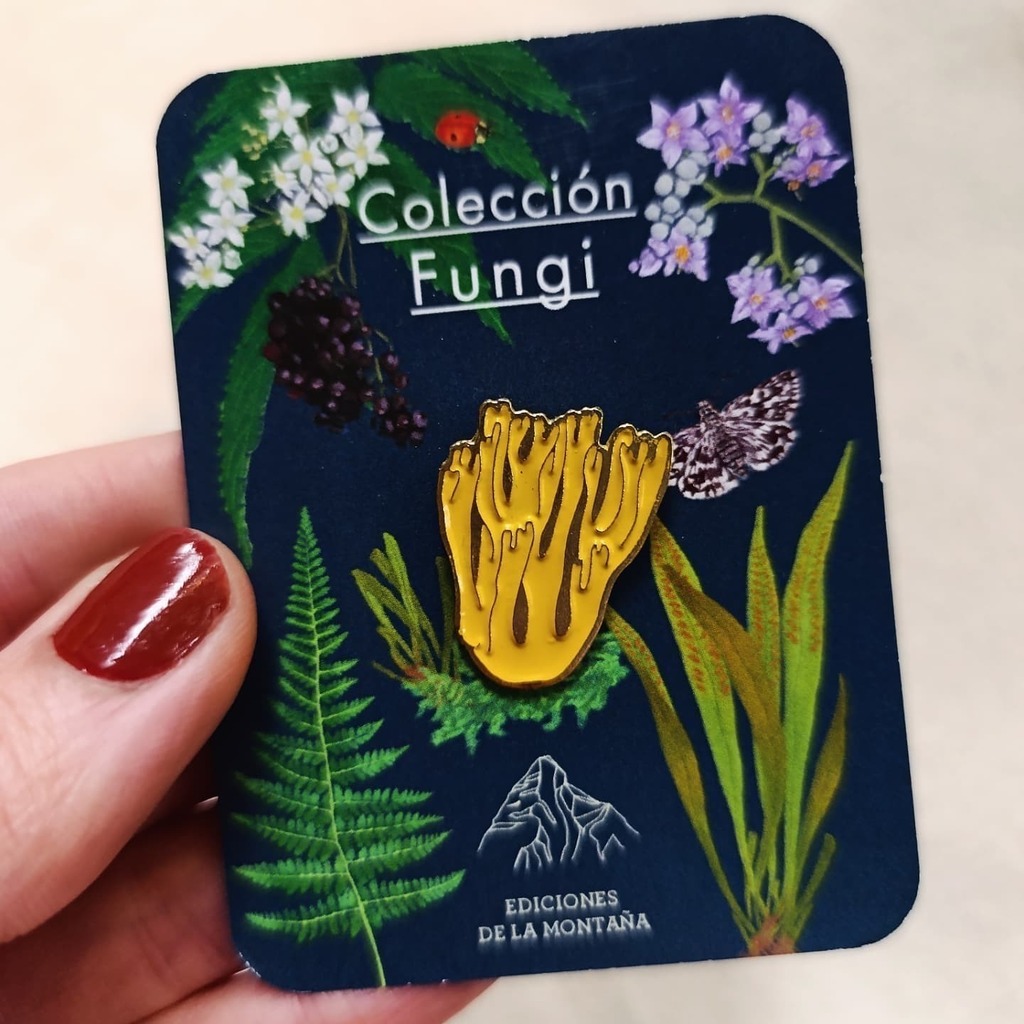 Colección
Fungi
EDICIONES
DE LA MONTAÑA